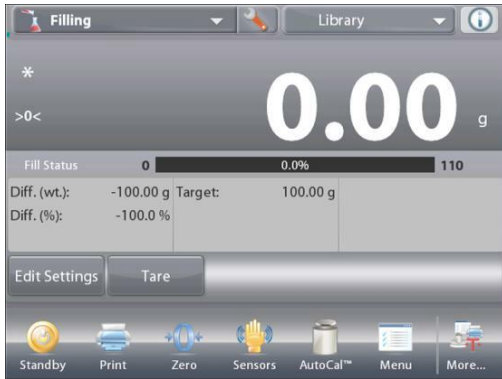 Filling Library
*
>0< 0.00 g
Fill Status 0 0.0% 110
Diff. (wt.): -100.00 g Target: 100.00 g
Diff. (%): -100.0 %
Edit Settings Tare
Standby Print Zero Sensors AutoCal™ Menu More...